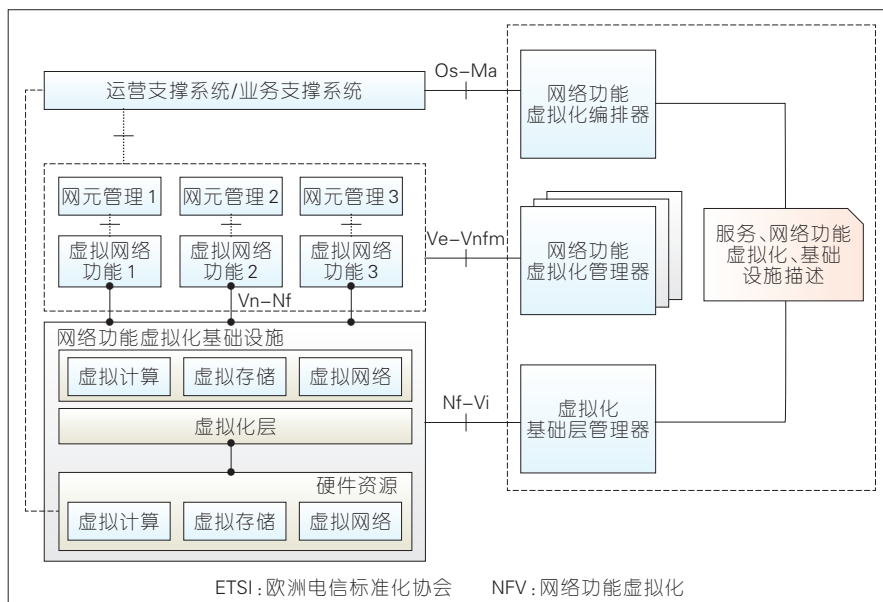 Os-Ma
运营支撑系统/业务支撑系统
网络功能
虚拟化编排器
网元管理1
网元管理2
网元管理3
虚拟网络
功能1
虚拟网络
功能2
虚拟网络
功能3
Ve-Vnfm
网络功能
虚拟化管理器
服务、网络功能
虚拟化、基础
设施描述
Vn-Nf
网络功能虚拟化基础设施
虚拟计算
虚拟存储
虚拟网络
虚拟化层
Nf-Vi
虚拟化
基础层管理器
硬件资源
虚拟计算
虚拟存储
虚拟网络
ETSI:欧洲电信标准化协会 NFV:网络功能虚拟化